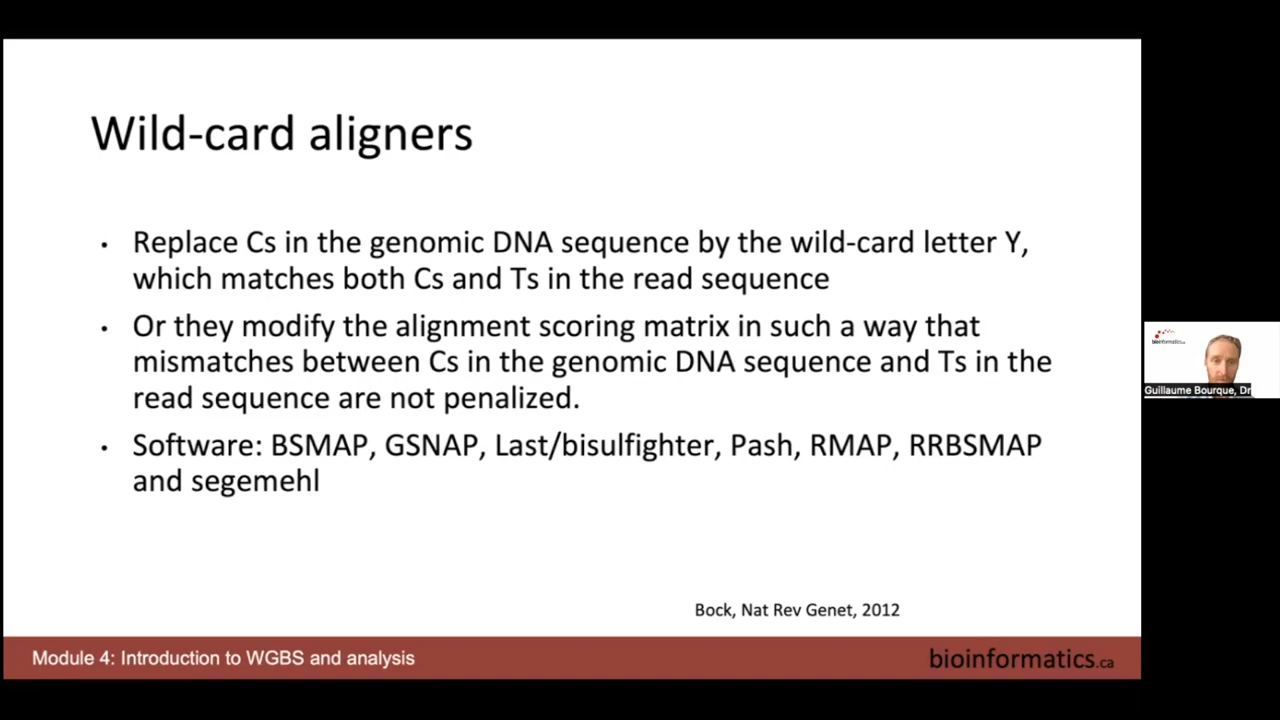 Wild-card aligners
• Replace Cs in the genomic DNA sequence by the wild-card letter Y,
which matches both Cs and Ts in the read sequence
• Or they modify the alignment scoring matrix in such a way that
mismatches between Cs in the genomic DNA sequence and Ts in the
read sequence are not penalized.
• Software: BSMAP, GSNAP, Last/bisulfighter, Pash, RMAP, RRBSMAP
and segemehl
Bock, Nat Rev Genet, 2012
Module 4: Introduction to WGBS and analysis
bioinformatics.ca
bioinformatics.ca
Guillaume Bourque, Dr